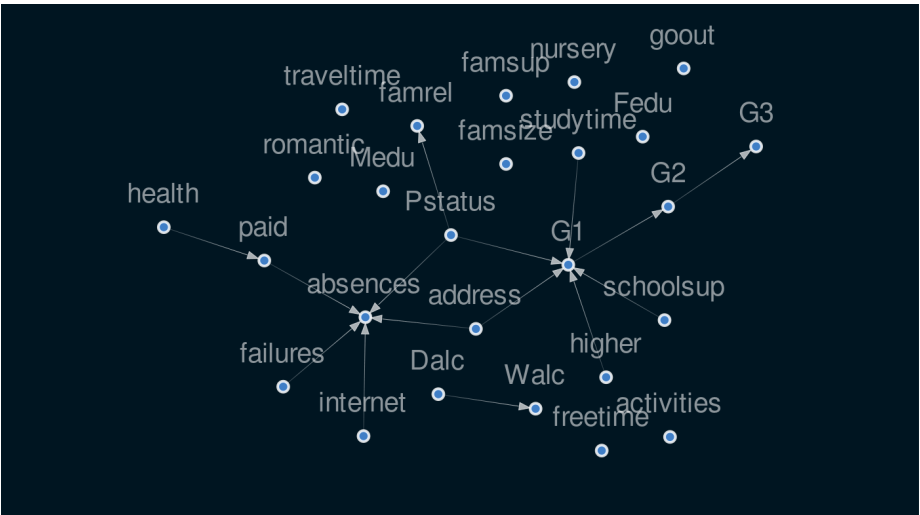 goout
nursery
famsup
traveltime
famrel
Fedu
G3
studytime
famsize
romantic
Medu
G2
health
Pstatus
paid
G1
absences
address
schoolsup
higher
failures
Dalc
Walc
internet
activities
freetime